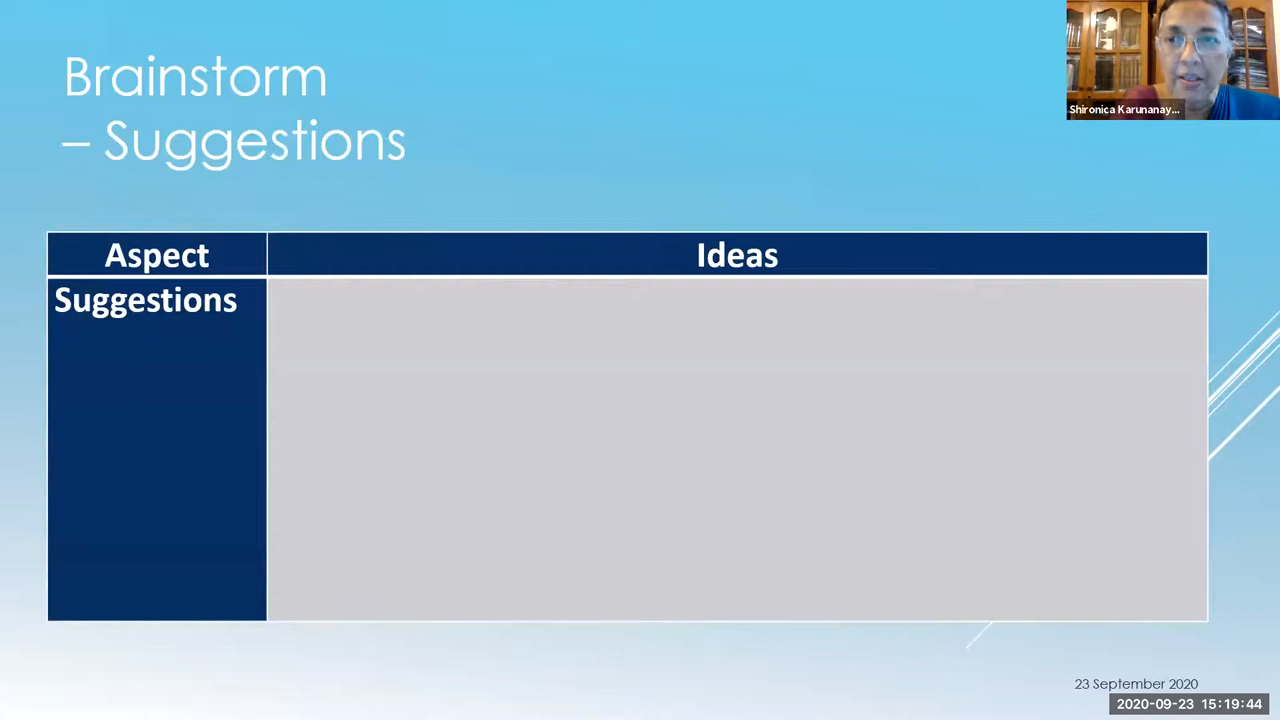 Brainstorm
– Suggestions
Shironica Karunanay...
Aspect
Ideas
Suggestions
23 September 2020
2020-09-23 15:19:44